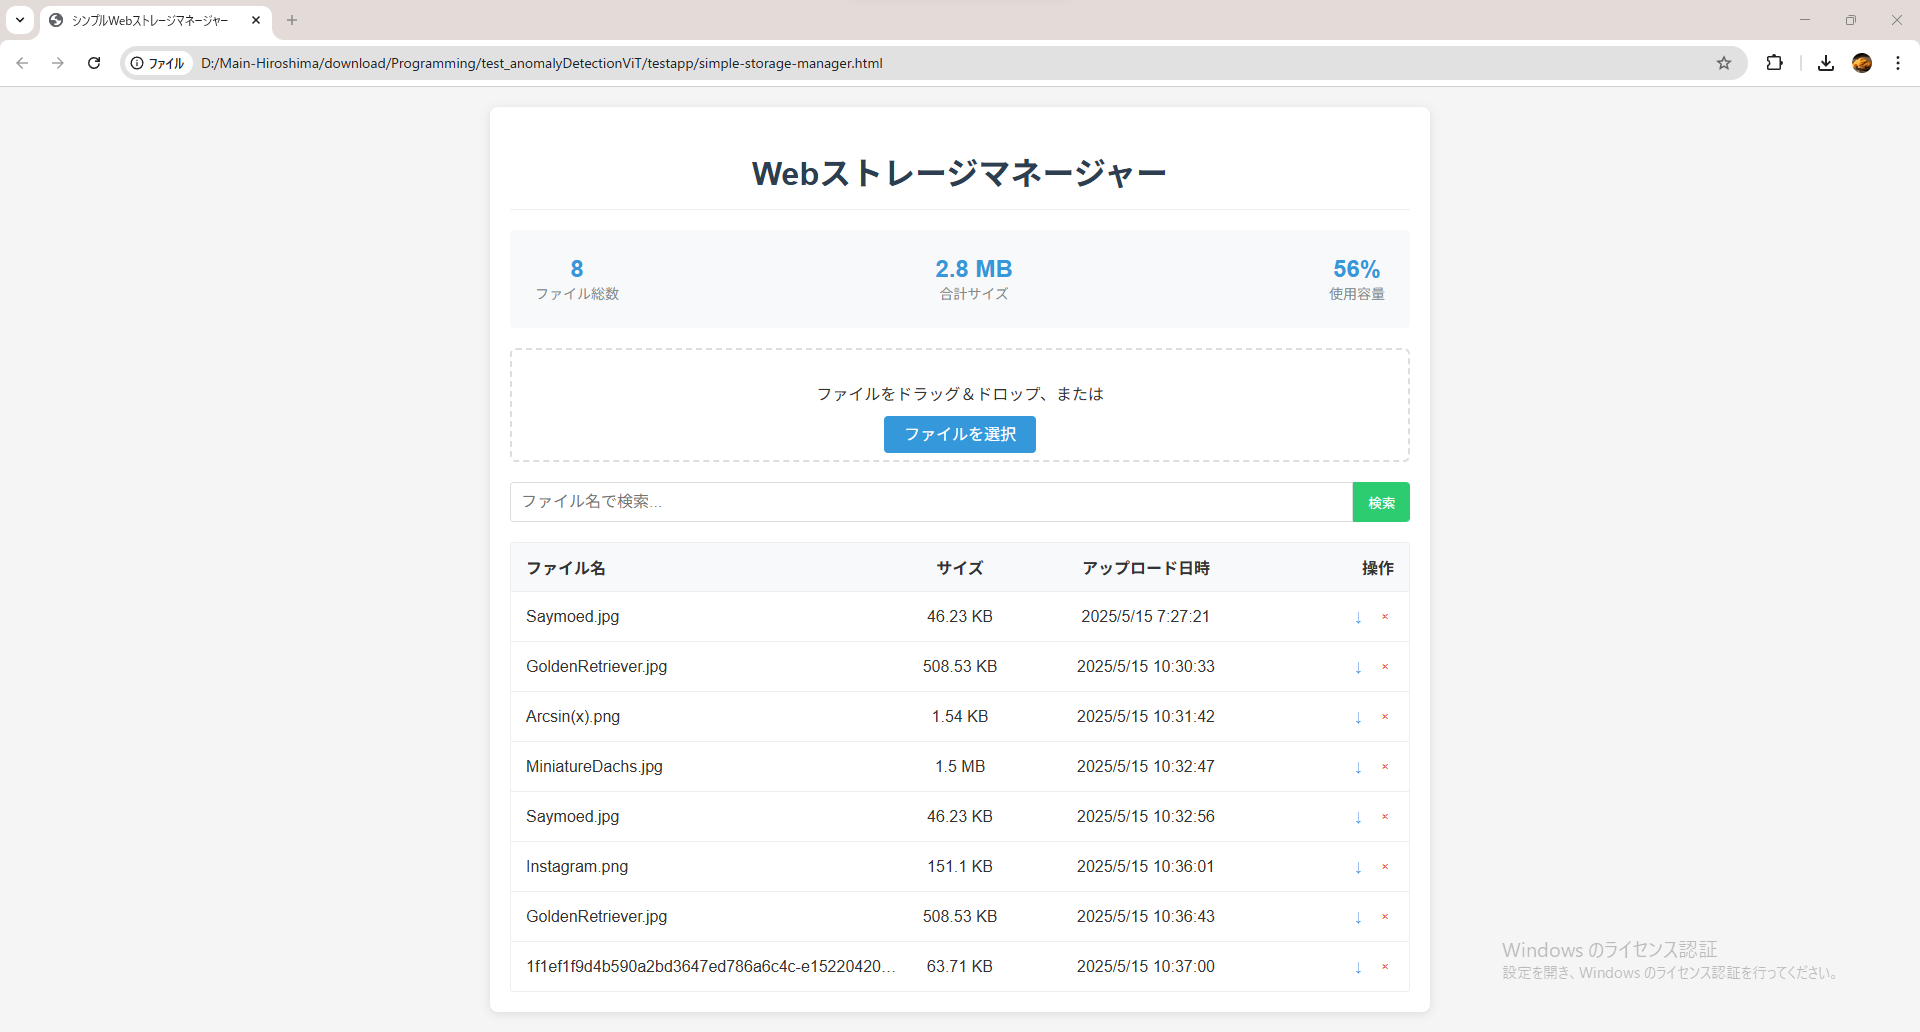 シンプルWebストレージマネージャー
ファイル D:/Main-Hiroshima/download/Programming/test_anomalyDetectionViT/testapp/simple-storage-manager.html
Webストレージマネージャー
8 2.8 MB 56%
ファイル総数 合計サイズ 使用容量
ファイルをドラッグ＆ドロップ、または
ファイルを選択
ファイル名で検索... 検索
ファイル名 サイズ アップロード日時 操作
Saymoed.jpg 46.23 KB 2025/5/15 7:27:21 ↓ ×
GoldenRetriever.jpg 508.53 KB 2025/5/15 10:30:33 ↓ ×
Arcsin(x).png 1.54 KB 2025/5/15 10:31:42 ↓ ×
MiniatureDachs.jpg 1.5 MB 2025/5/15 10:32:47 ↓ ×
Saymoed.jpg 46.23 KB 2025/5/15 10:32:56 ↓ ×
Instagram.png 151.1 KB 2025/5/15 10:36:01 ↓ ×
GoldenRetriever.jpg 508.53 KB 2025/5/15 10:36:43 ↓ ×
1f1ef1f9d4b590a2bd3647ed786a6c4c-e15220420... 63.71 KB 2025/5/15 10:37:00 ↓ ×
Windows のライセンス認証
設定を開き、Windows のライセンス認証を行ってください。